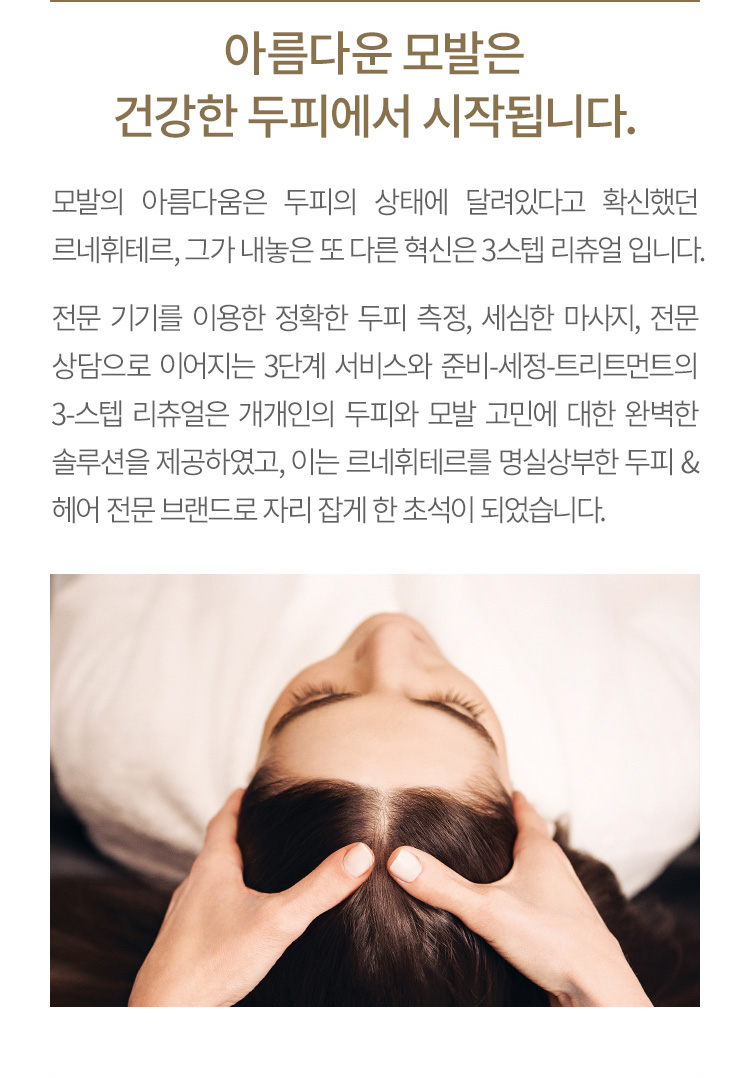 아름다운 모발은
건강한 두피에서 시작됩니다.
모발의 아름다움은 두피의 상태에 달려있다고 확신했던
르네휘테르, 그가 내놓은 또 다른 혁신은 3스텝 리츄얼 입니다.
전문 기기를 이용한 정확한 두피 측정, 세심한 마사지, 전문
상담으로 이어지는 3단계 서비스와 준비-세정-트리트먼트의
3-스텝 리츄얼은 개개인의 두피와 모발 고민에 대한 완벽한
솔루션을 제공하였고, 이는 르네휘테르를 명실상부한 두피 &
헤어 전문 브랜드로 자리 잡게 한 초석이 되었습니다.